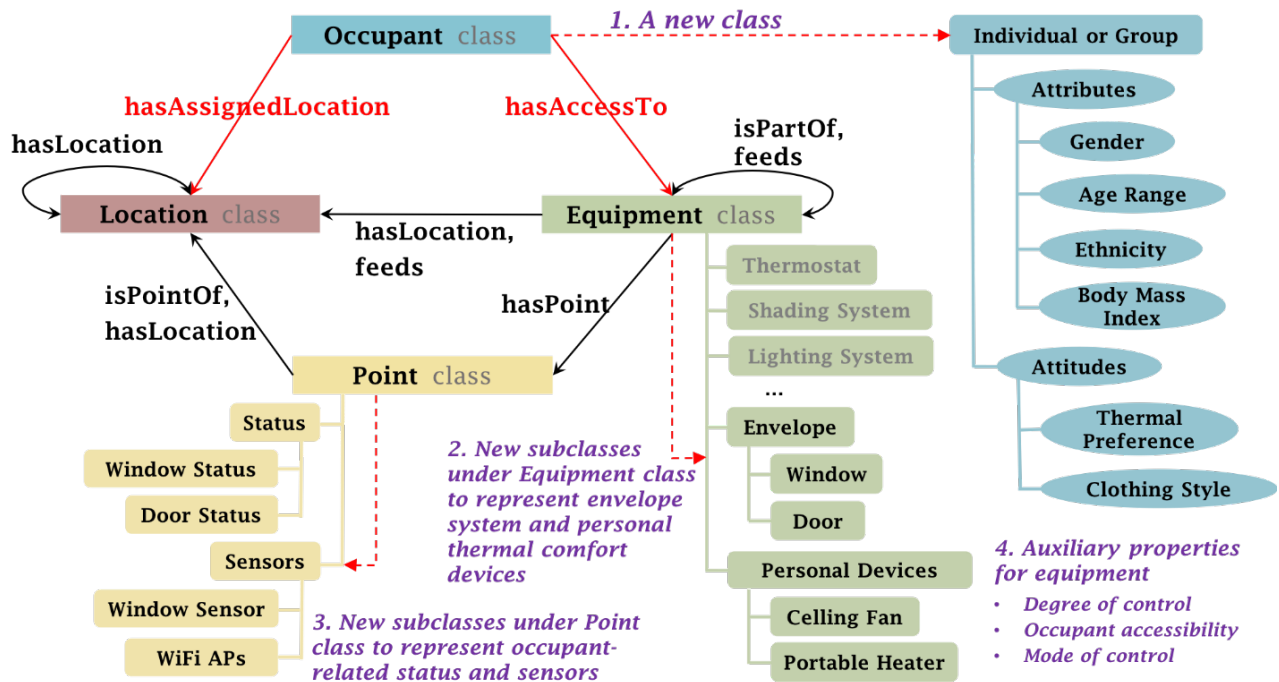 1. A new class
Occupant class
Individual or Group
Attributes
Gender
Age Range
Ethnicity
Body Mass
Index
Attitudes
Thermal
Preference
Clothing Style
hasAssignedLocation
hasAccessTo
hasLocation
isPartOf,
feeds
Location class
Equipment class
hasLocation,
feeds
isPointOf,
hasLocation
hasPoint
Thermostat
Shading System
Lighting System
...
Envelope
Window
Door
Personal Devices
Celling Fan
Portable Heater
Point class
Status
Window Status
Door Status
Sensors
Window Sensor
WiFi APs
2. New subclasses
under Equipment class
to represent envelope
system and personal
thermal comfort
devices
3. New subclasses under Point
class to represent occupant-
related status and sensors
4. Auxiliary properties
for equipment
• Degree of control
• Occupant accessibility
• Mode of control